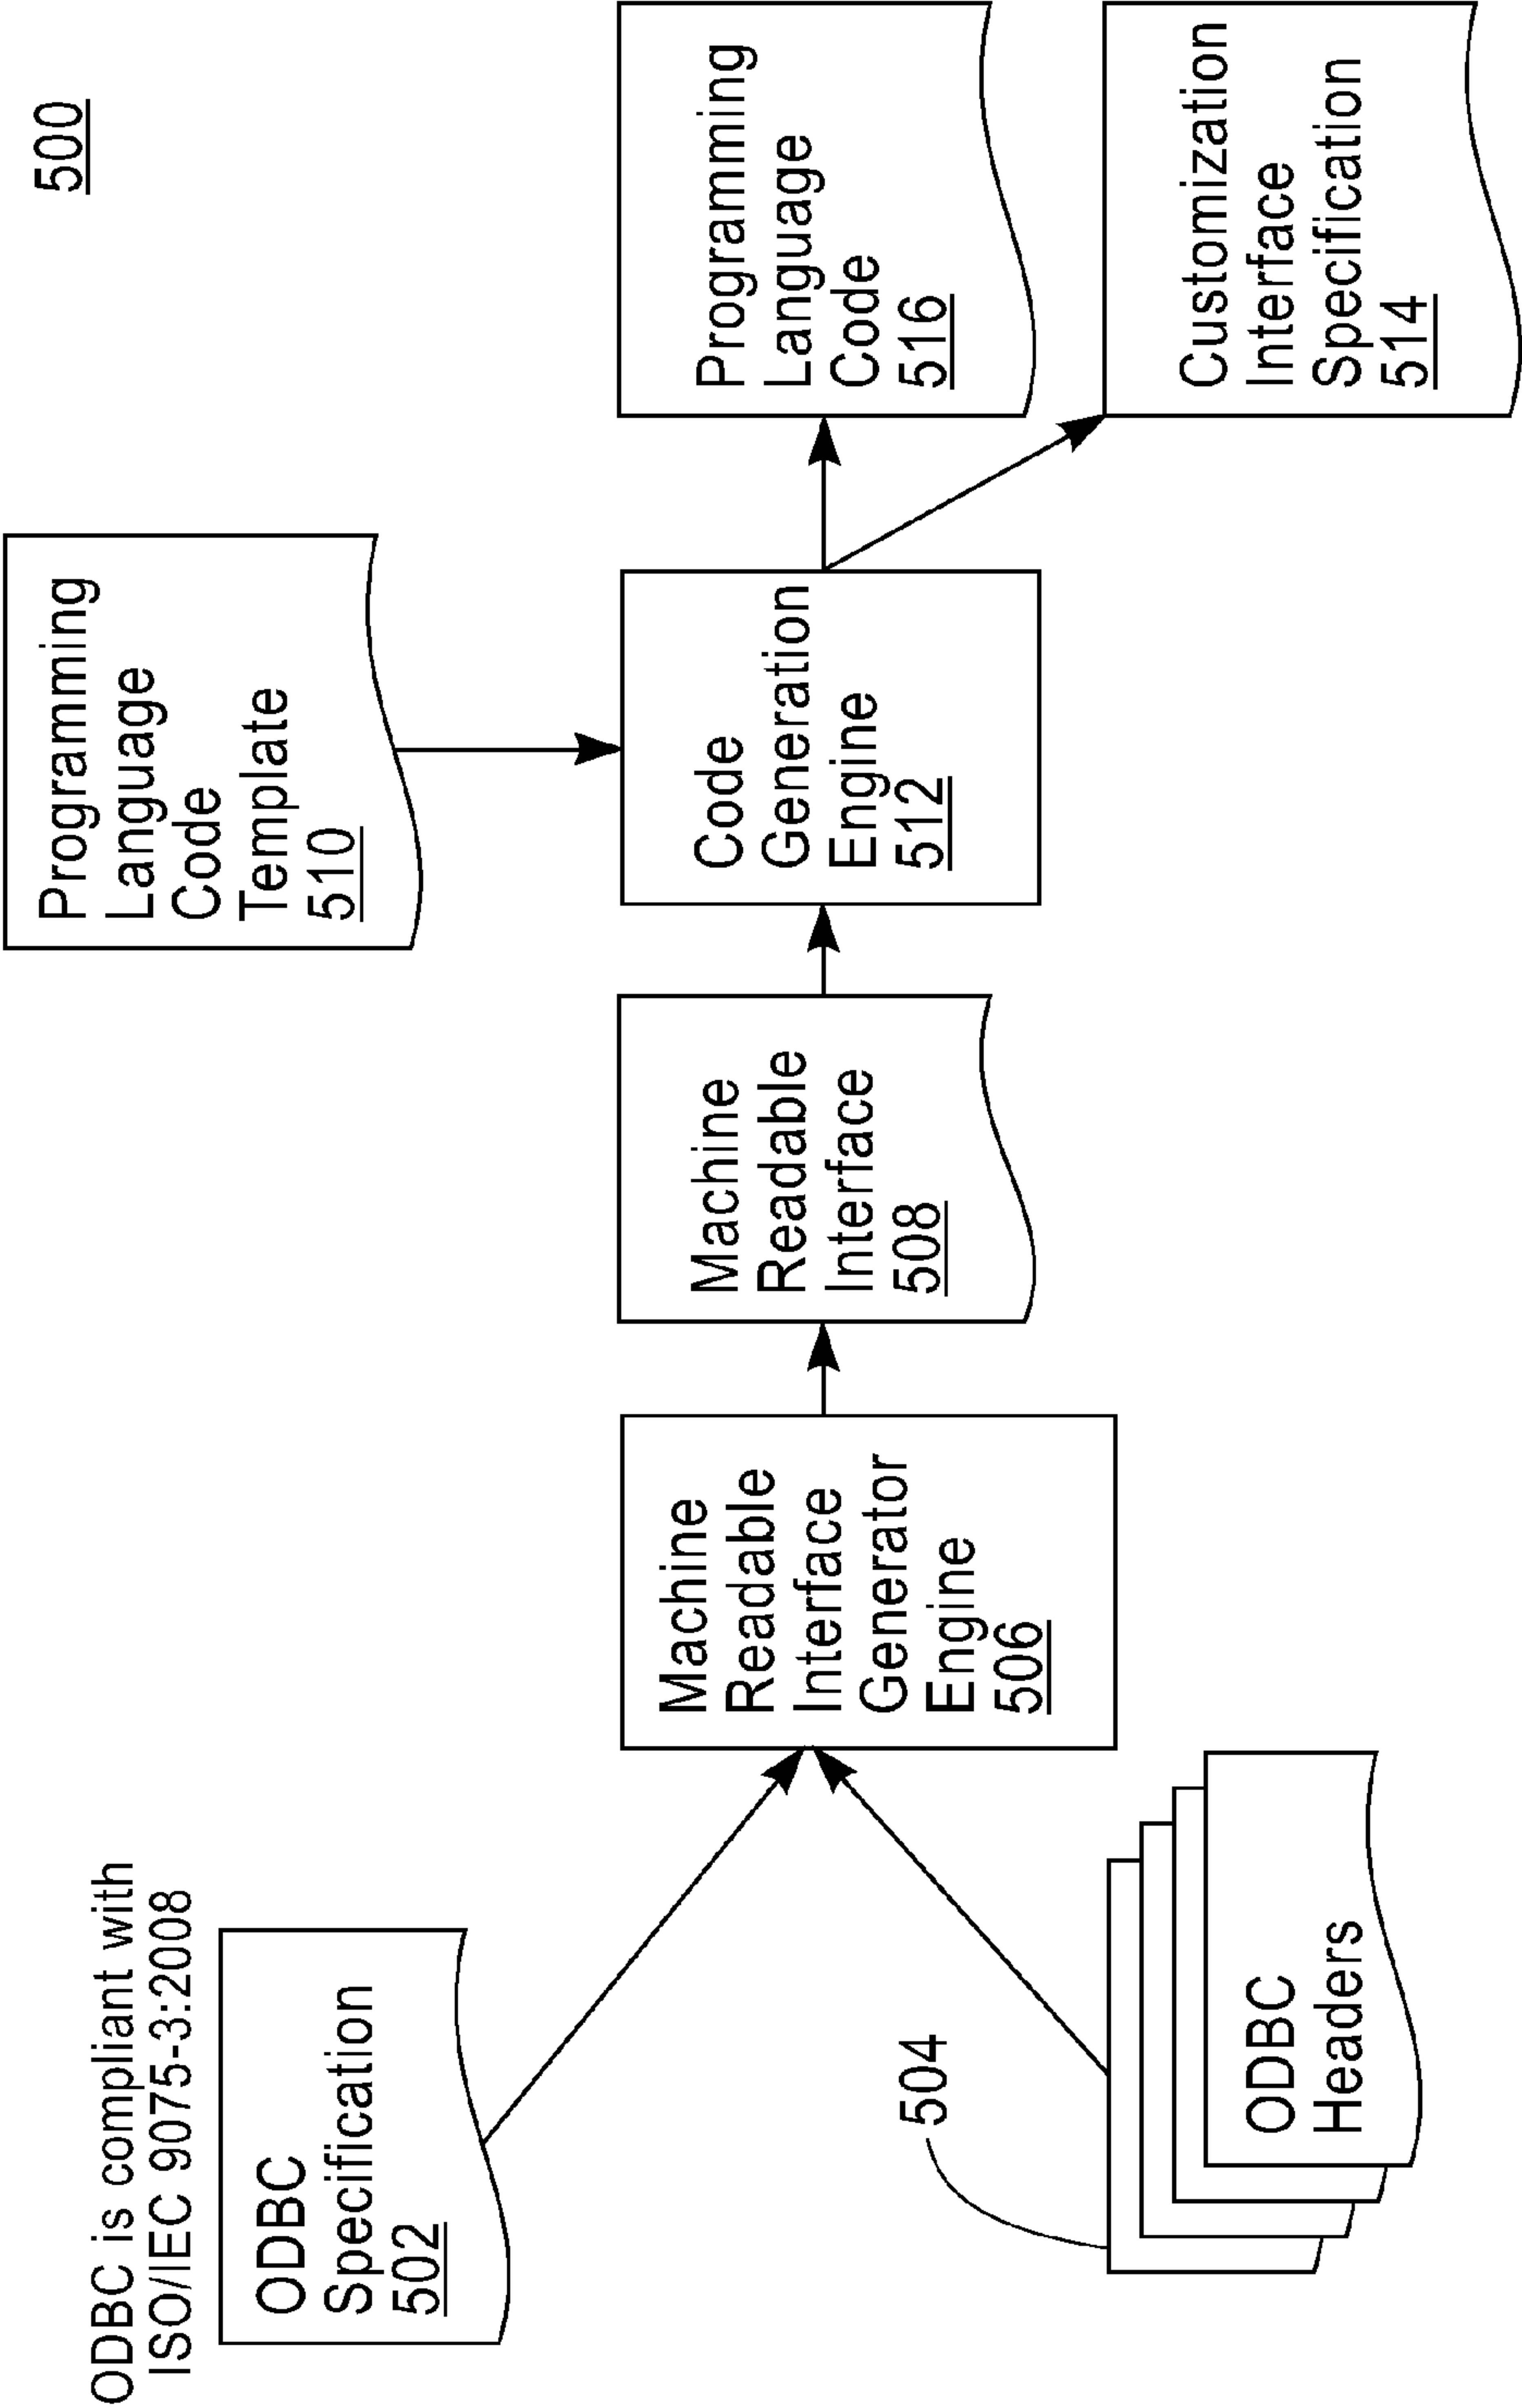 500
ODBC is compliant with
ISO/IEC 9075-3:2008
ODBC
Specification
502
504
ODBC
Headers
Machine
Readable
Interface
Generator
Engine
506
Machine
Readable
Interface
508
Programming
Language
Code
Template
510
Code
Generation
Engine
512
Programming
Language
Code
516
Customization
Interface
Specification
514